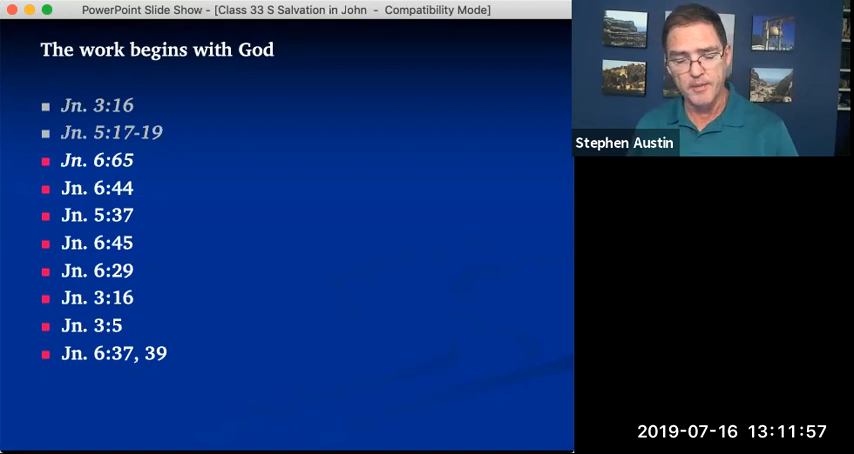 PowerPoint Slide Show - [Class 33 S Salvation in John - Compatibility Mode]
The work begins with God
Jn. 3:16
Jn. 5:17-19
Jn. 6:65
Jn. 6:44
Jn. 5:37
Jn. 6:45
Jn. 6:29
Jn. 3:16
Jn. 3:5
Jn. 6:37, 39
Stephen Austin
2019-07-16 13:11:57